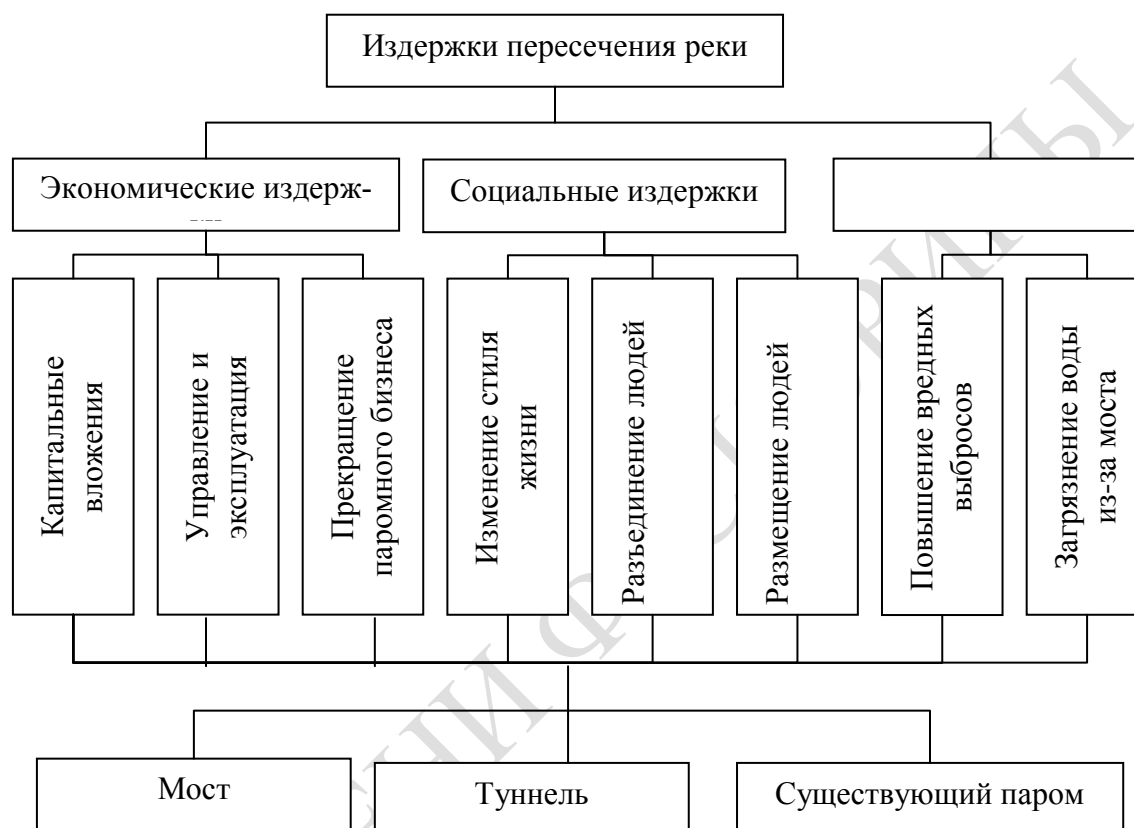 Издержки пересечения реки
Экономические издерж-
Социальные издержки
Капитальные
вложения
Управление и
эксплуатация
Прекращение
паромного бизнеса
Изменение стиля
жизни
Разъединение людей
Размещение людей
Повышение вредных
выбросов
Загрязнение воды
из-за моста
Мост
Туннель
Существующий паром